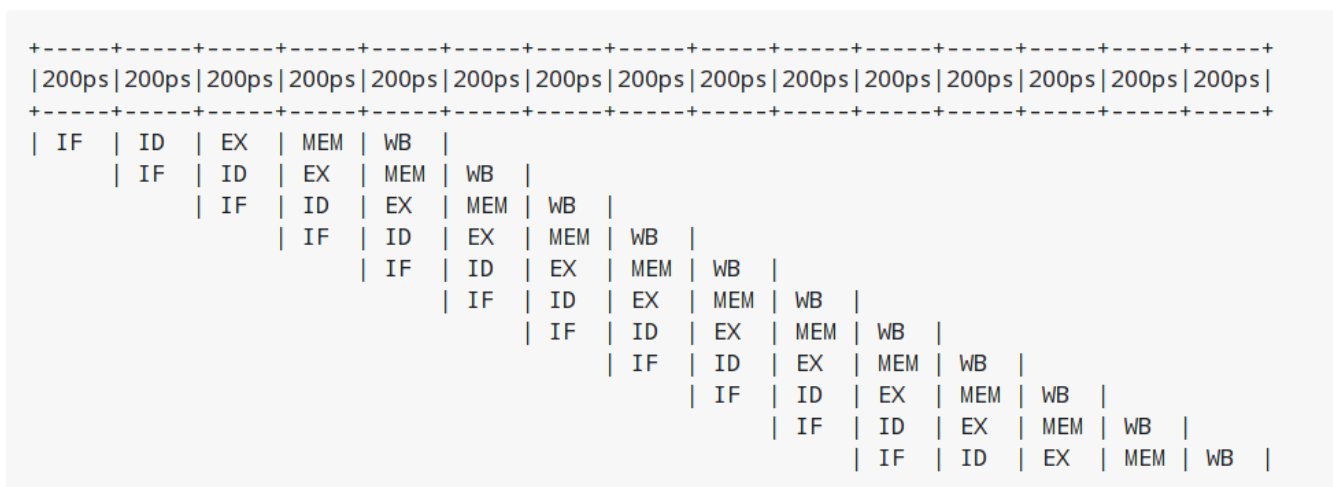 +-----+-----+-----+-----+-----+-----+-----+-----+-----+-----+-----+-----+-----+-----+-----+
|200ps|200ps|200ps|200ps|200ps|200ps|200ps|200ps|200ps|200ps|200ps|200ps|200ps|200ps|200ps|
+-----+-----+-----+-----+-----+-----+-----+-----+-----+-----+-----+-----+-----+-----+-----+
| IF  | ID  | EX  | MEM | WB  |
      | IF  | ID  | EX  | MEM | WB  |
            | IF  | ID  | EX  | MEM | WB  |
                  | IF  | ID  | EX  | MEM | WB  |
                        | IF  | ID  | EX  | MEM | WB  |
                              | IF  | ID  | EX  | MEM | WB  |
                                    | IF  | ID  | EX  | MEM | WB  |
                                          | IF  | ID  | EX  | MEM | WB  |
                                                | IF  | ID  | EX  | MEM | WB  |
                                                      | IF  | ID  | EX  | MEM | WB  |
                                                            | IF  | ID  | EX  | MEM | WB  |